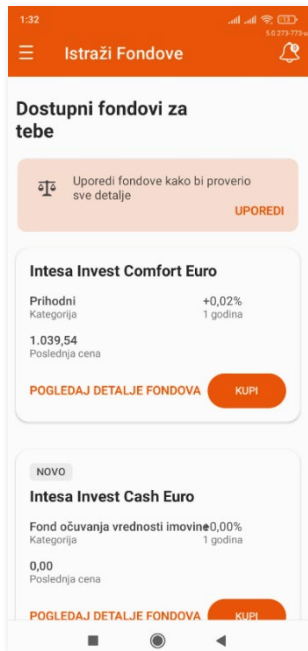 1:32
Istraži Fondove
Dostupni fondovi za
tebe
Uporedi fondove kako bi proverio
sve detalje
UPOREDI
Intesa Invest Comfort Euro
Prihodni +0,02%
Kategorija 1 godina
1.039,54
Poslednja cena
POGLEDAJ DETALJE FONDOVA KUPI
NOVO
Intesa Invest Cash Euro
Fond očuvanja vrednosti imovine 0,00%
Kategorija 1 godina
0,00
Poslednja cena
POGLEDAJ DETALJE FONDOVA KUPI